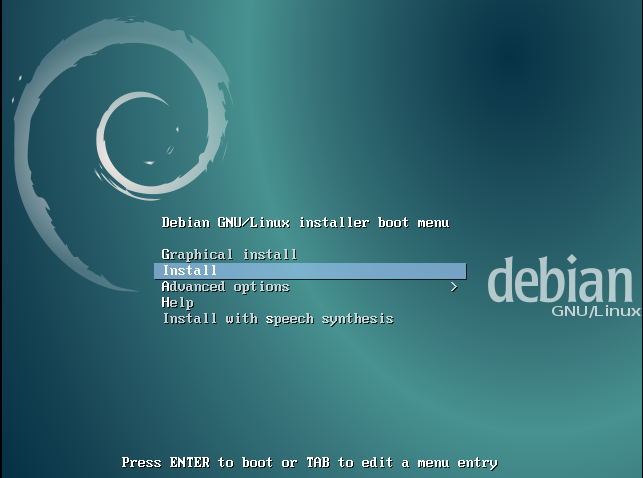 Debian GNU/Linux installer boot menu
Graphical install
Install
Advanced options >
Help
Install with speech synthesis
debian
GNU/Linux
Press ENTER to boot or TAB to edit a menu entry